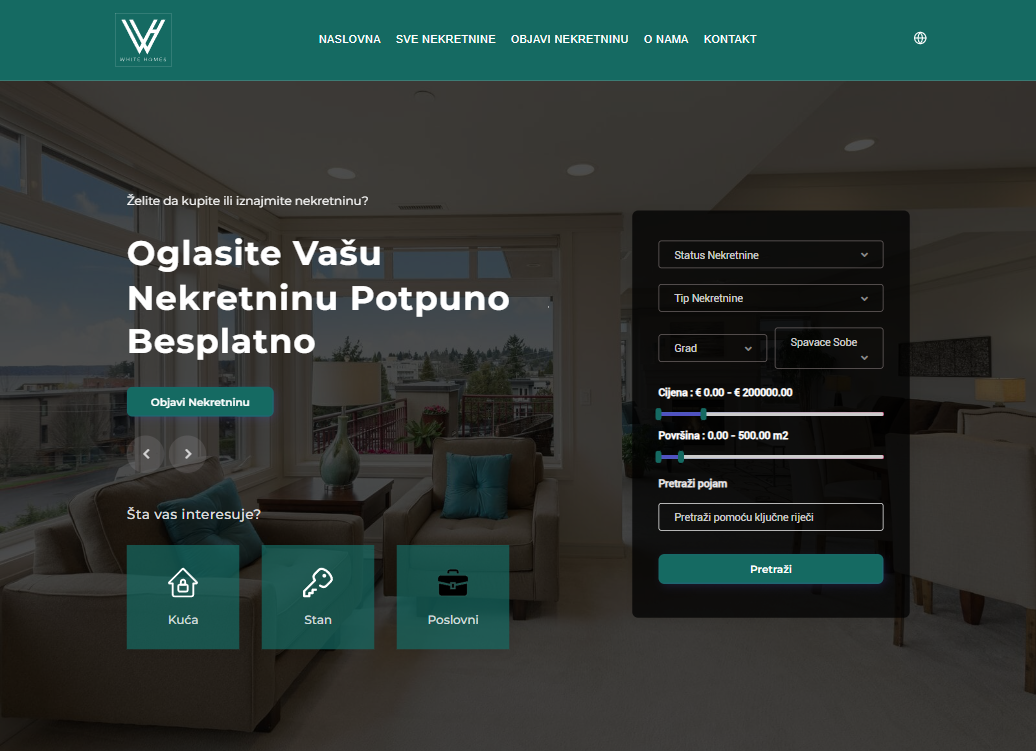 WHITE HOMES
NASLOVNA SVE NEKRETNINE OBJAVI NEKRETNINU O NAMA KONTAKT
Želite da kupite ili iznajmite nekretninu?
Oglasite Vašu
Nekretninu Potpuno
Besplatno
Objavi Nekretninu
Šta vas interesuje?
Kuća
Stan
Poslovni
Status Nekretnine
Tip Nekretnine
Grad
Spavace Sobe
Cijena : € 0.00 - € 200000.00
Površina : 0.00 - 500.00 m2
Pretraži pojam
Pretraži pomoću ključne riječi
Pretraži